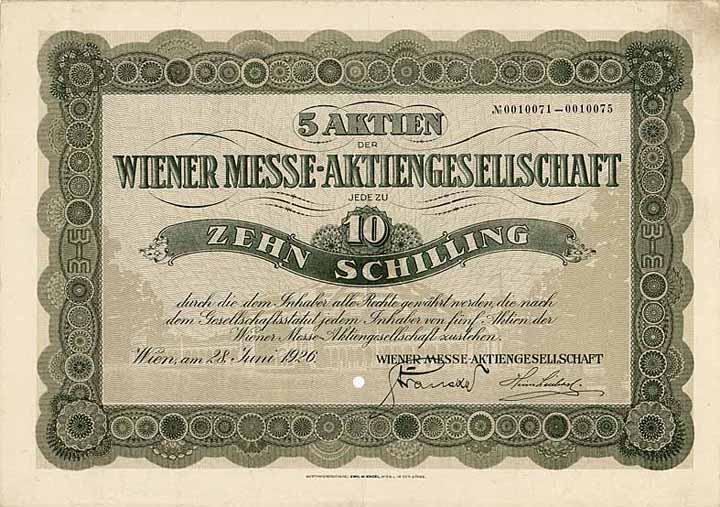 №0010071—0010075
5 AKTIEN
DER
WIENER MESSE-AKTIENGESELLSCHAFT
JEDE ZU
10
ZEHN SCHILLING
durch die dem Inhaber alle Rechte gewährt werden, die nach
dem Gesellschaftsstatut jedem Inhaber von fünf Aktien der
Wiener Messe-Aktiengesellschaft zustehen.
Wien, am 28. Juni 1926.
WIENER MESSE-AKTIENGESELLSCHAFT